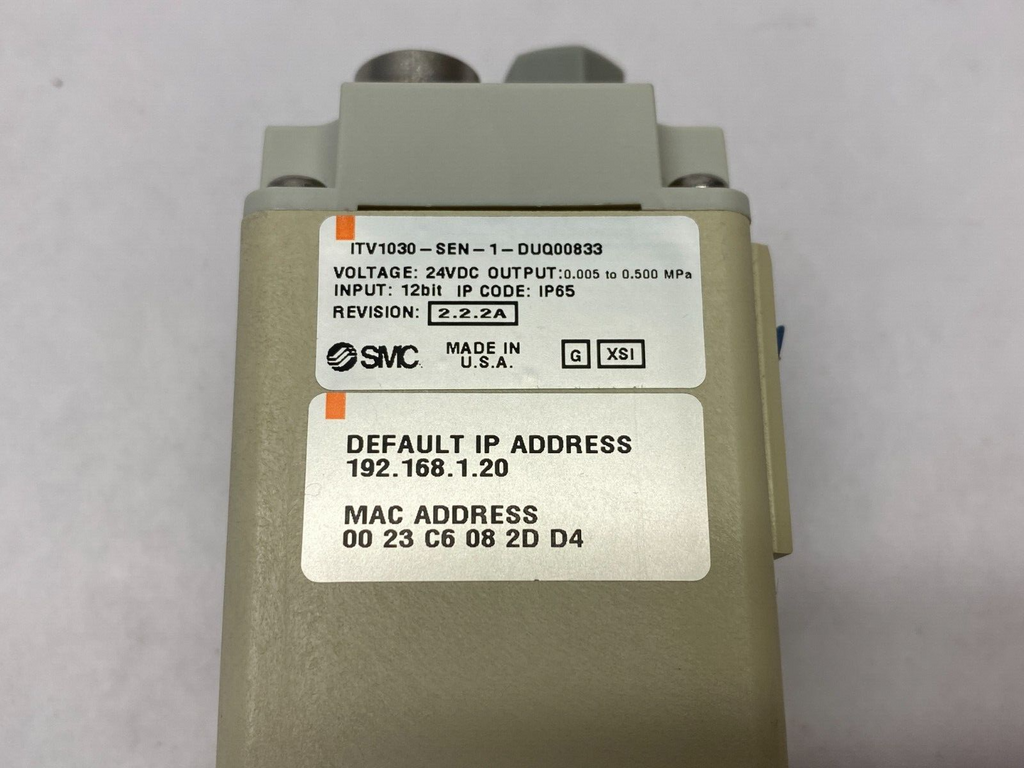 ITV1030-SEN-1-DUQ00833
VOLTAGE: 24VDC OUTPUT:0.005 to 0.500 MPa
INPUT: 12bit IP CODE: IP65
REVISION: 2.2.2A
SMC MADE IN U.S.A. G XSI
DEFAULT IP ADDRESS
192.168.1.20
MAC ADDRESS
00 23 C6 08 2D D4